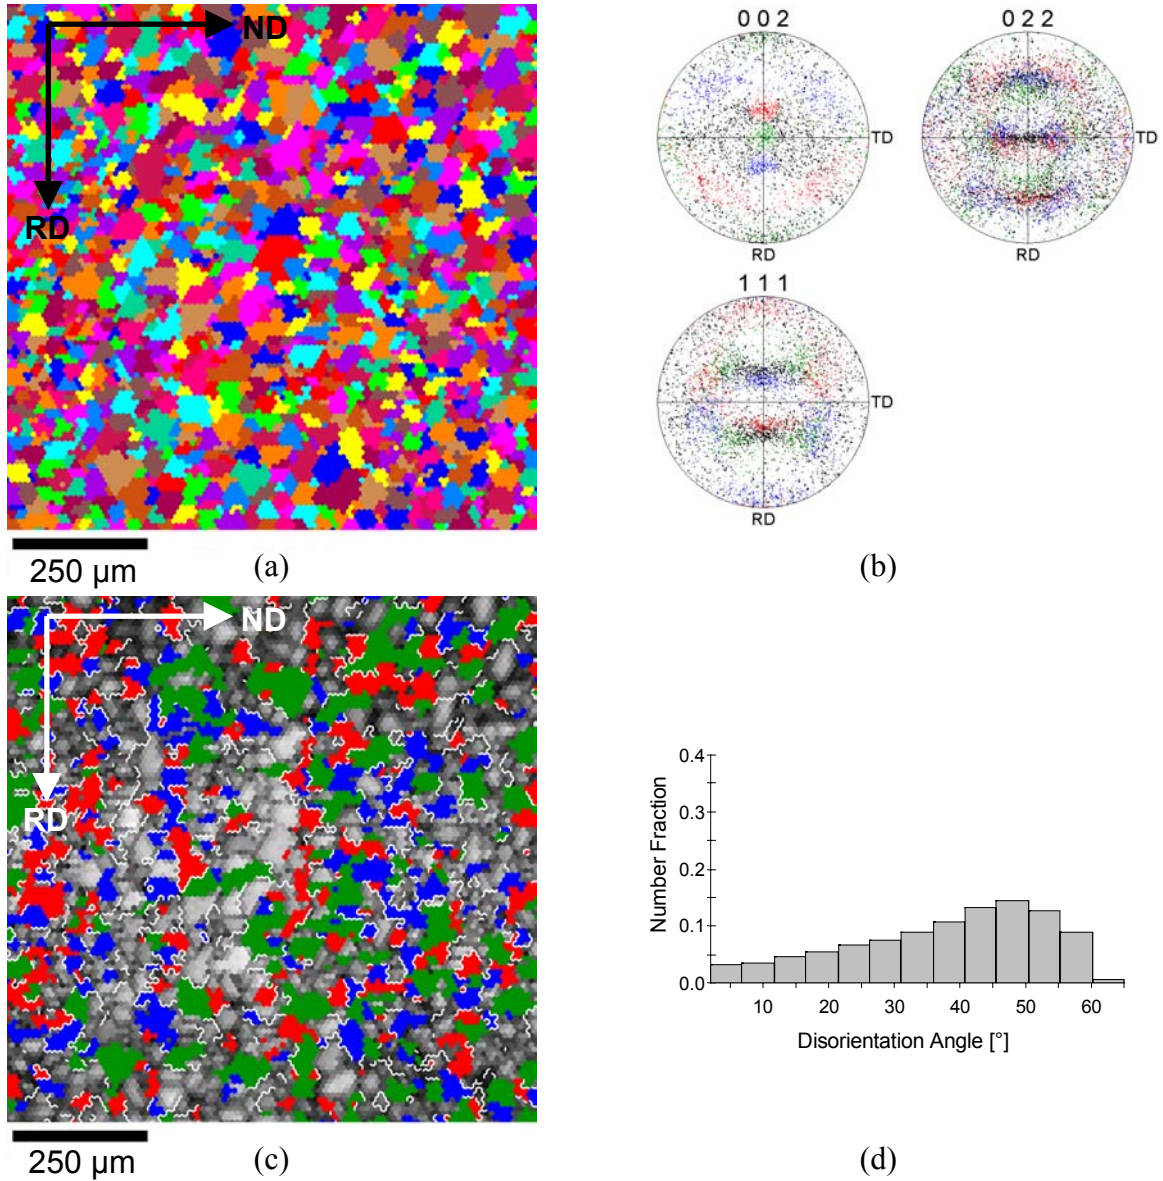 ND
RD
250 µm
(a)
0 0 2
TD
RD
0 2 2
TD
RD
1 1 1
TD
RD
(b)
ND
RD
250 µm
(c)
0.4
0.3
0.2
0.1
0.0
Number Fraction
10 20 30 40 50 60
Disorientation Angle [°]
(d)